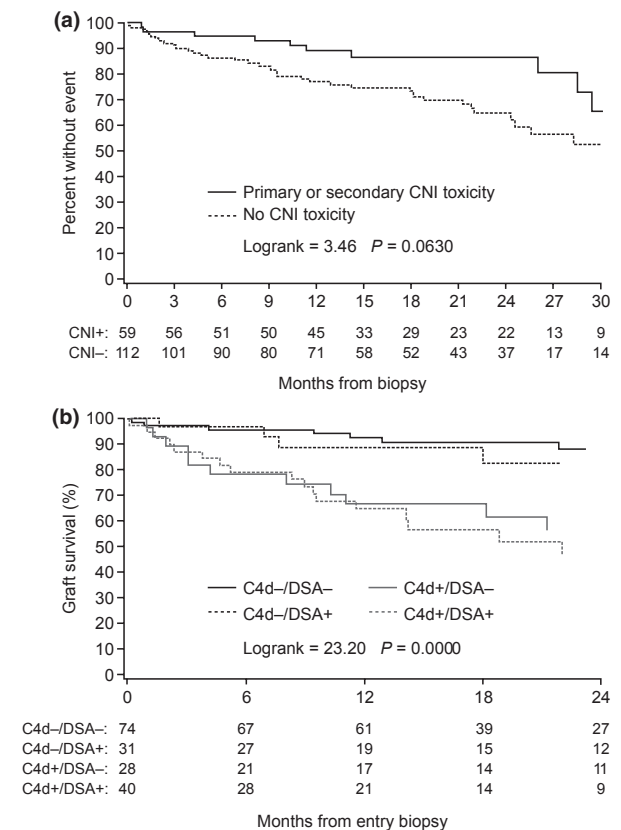 (a)
100
90
80
70
60
50
40
30
20
10
0
Percent without event
Primary or secondary CNI toxicity
No CNI toxicity
Logrank = 3.46 P = 0.0630
0 3 6 9 12 15 18 21 24 27 30
CNI+: 59 56 51 50 45 33 29 23 22 13 9
CNI–: 112 101 90 80 71 58 52 43 37 17 14
Months from biopsy
(b)
100
90
80
70
60
50
40
30
20
10
0
Graft survival (%)
C4d–/DSA– C4d+/DSA–
C4d–/DSA+ C4d+/DSA+
Logrank = 23.20 P = 0.0000
0 6 12 18 24
C4d–/DSA–: 74 67 61 39 27
C4d–/DSA+: 31 27 19 15 12
C4d+/DSA–: 28 21 17 14 11
C4d+/DSA+: 40 28 21 14 9
Months from entry biopsy